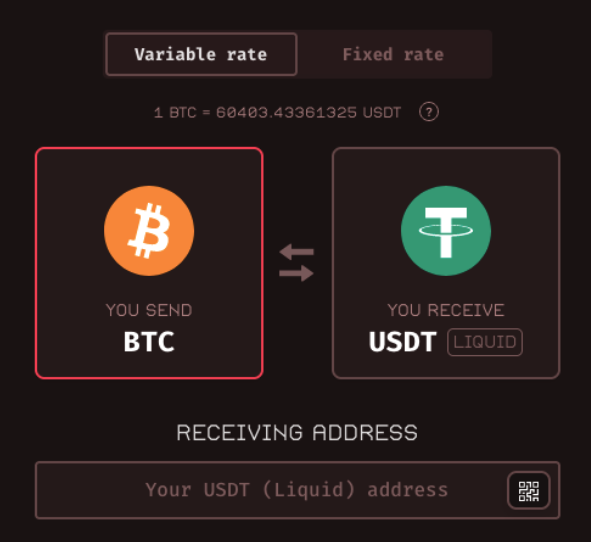 Variable rate Fixed rate
1 BTC = 60403.43361325 USDT ?
YOU SEND YOU RECEIVE
BTC USDT LIQUID
RECEIVING ADDRESS
Your USDT (Liquid) address